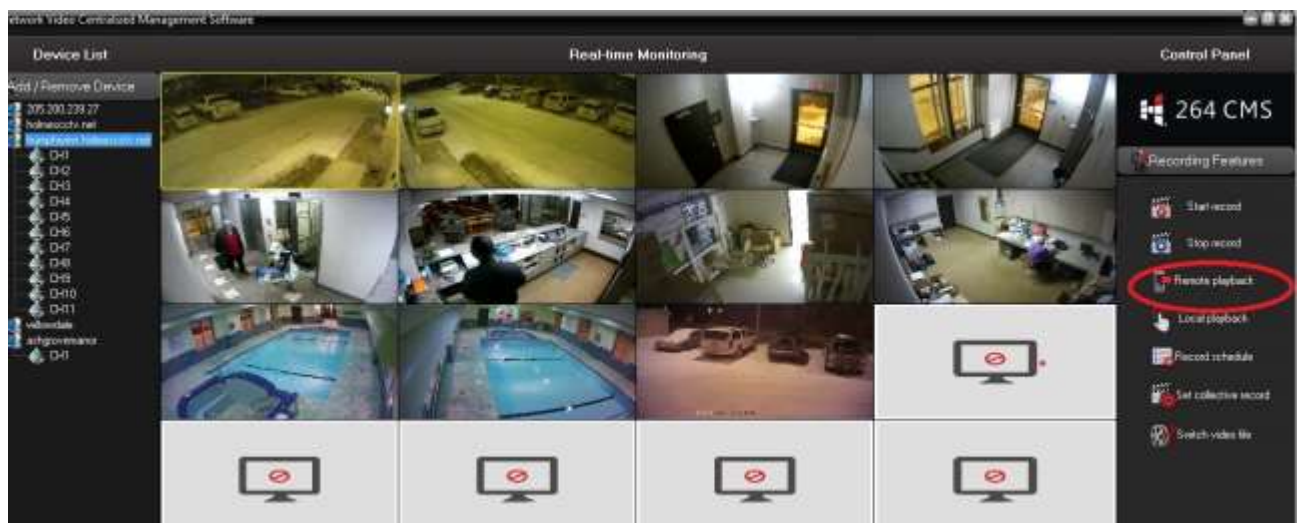 Network Video Centralized Management Software
Device List
Real-time Monitoring
Control Panel
Add / Remove Device
205.200.239.27
holmescctv.net
CH1
CH2
CH3
CH4
CH5
CH6
CH7
CH8
CH9
CH10
CH11
willowdale
ashgrovemanor
CH1
H 264 CMS
Recording Features
Start record
Stop record
Remote playback
Local playback
Record schedule
Set collective record
Switch video file